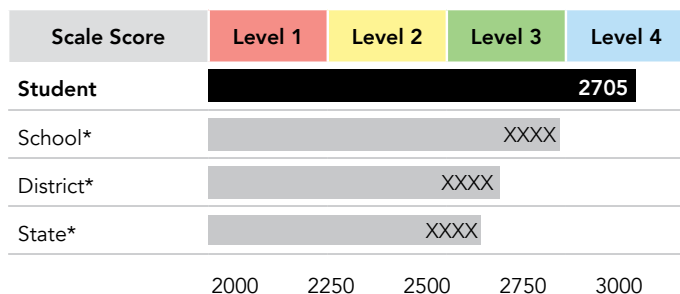 Scale Score Level 1 Level 2 Level 3 Level 4
Student 2705
School* XXXX
District* XXXX
State* XXXX
2000 2250 2500 2750 3000